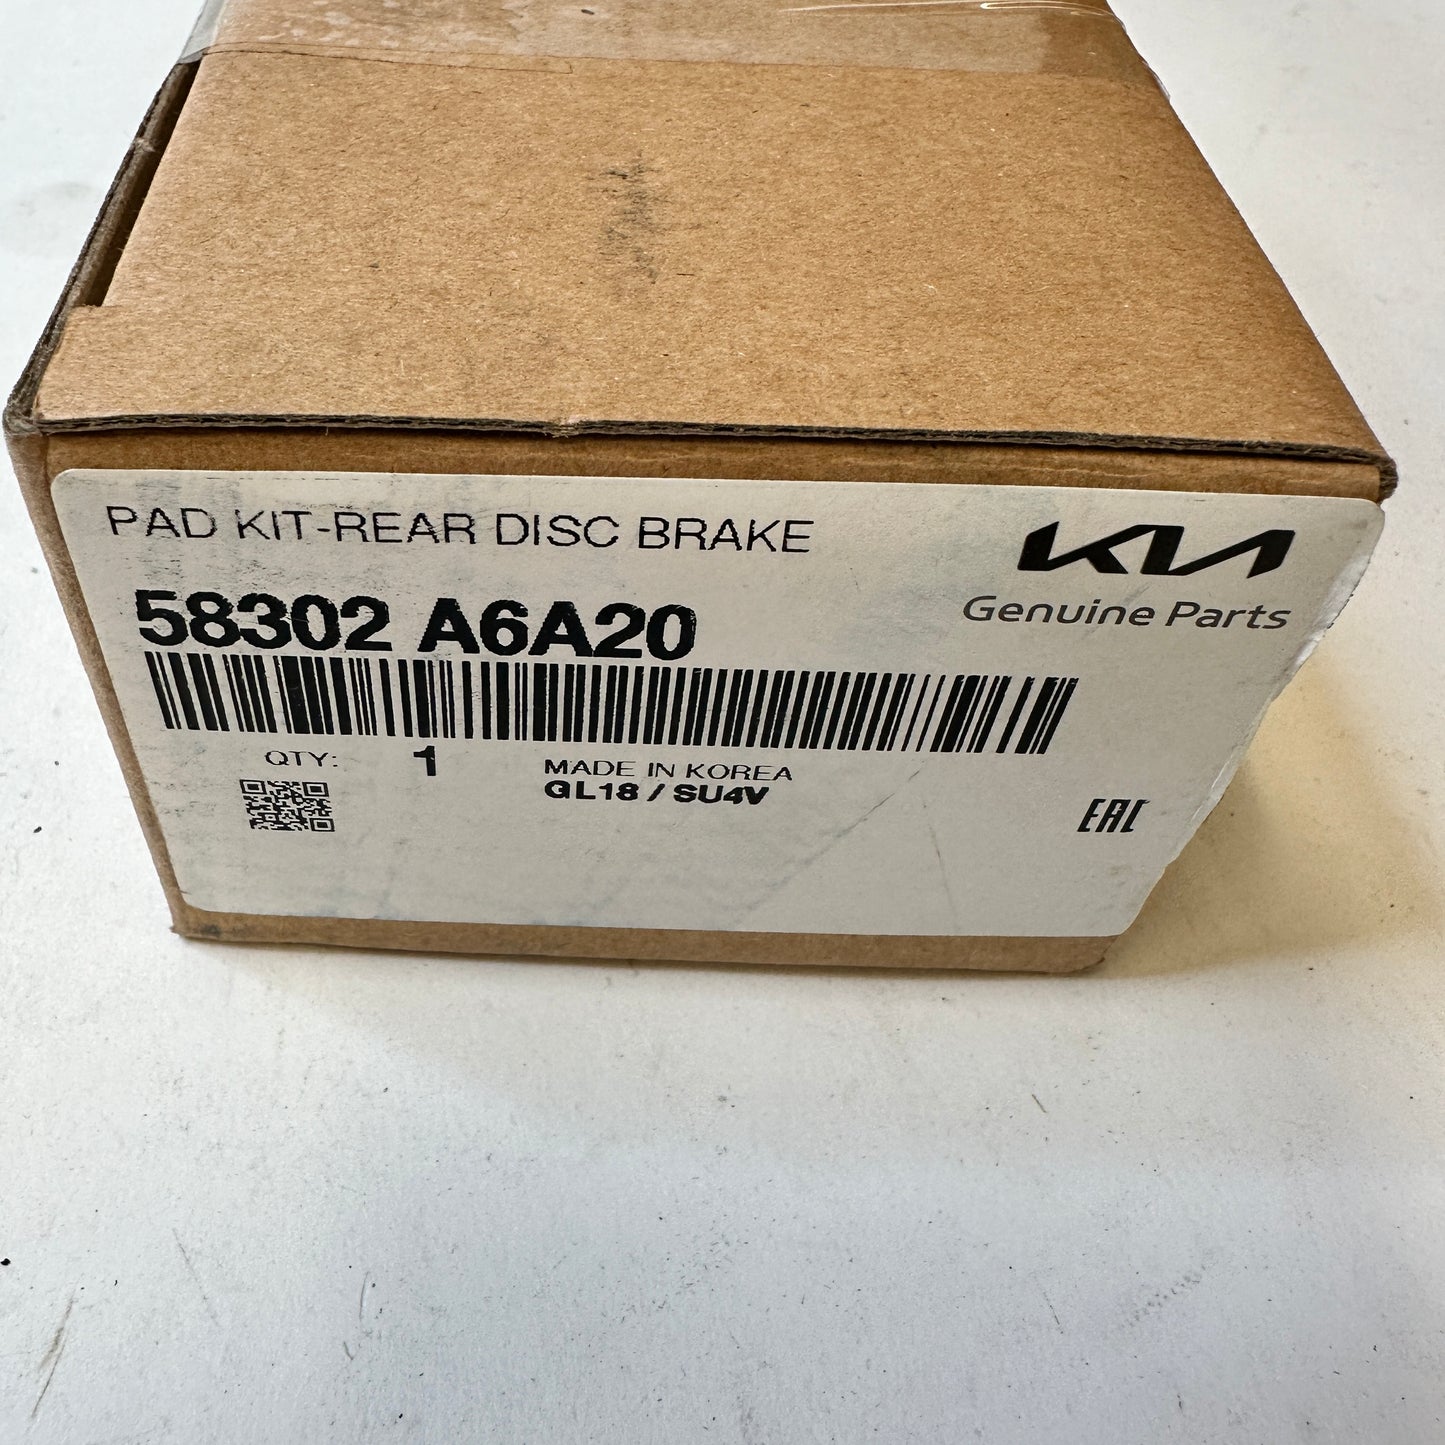 PAD KIT-REAR DISC BRAKE
KIA
Genuine Parts
58302 A6A20
QTY: 1
MADE IN KOREA
GL18 / SU4V
EAC